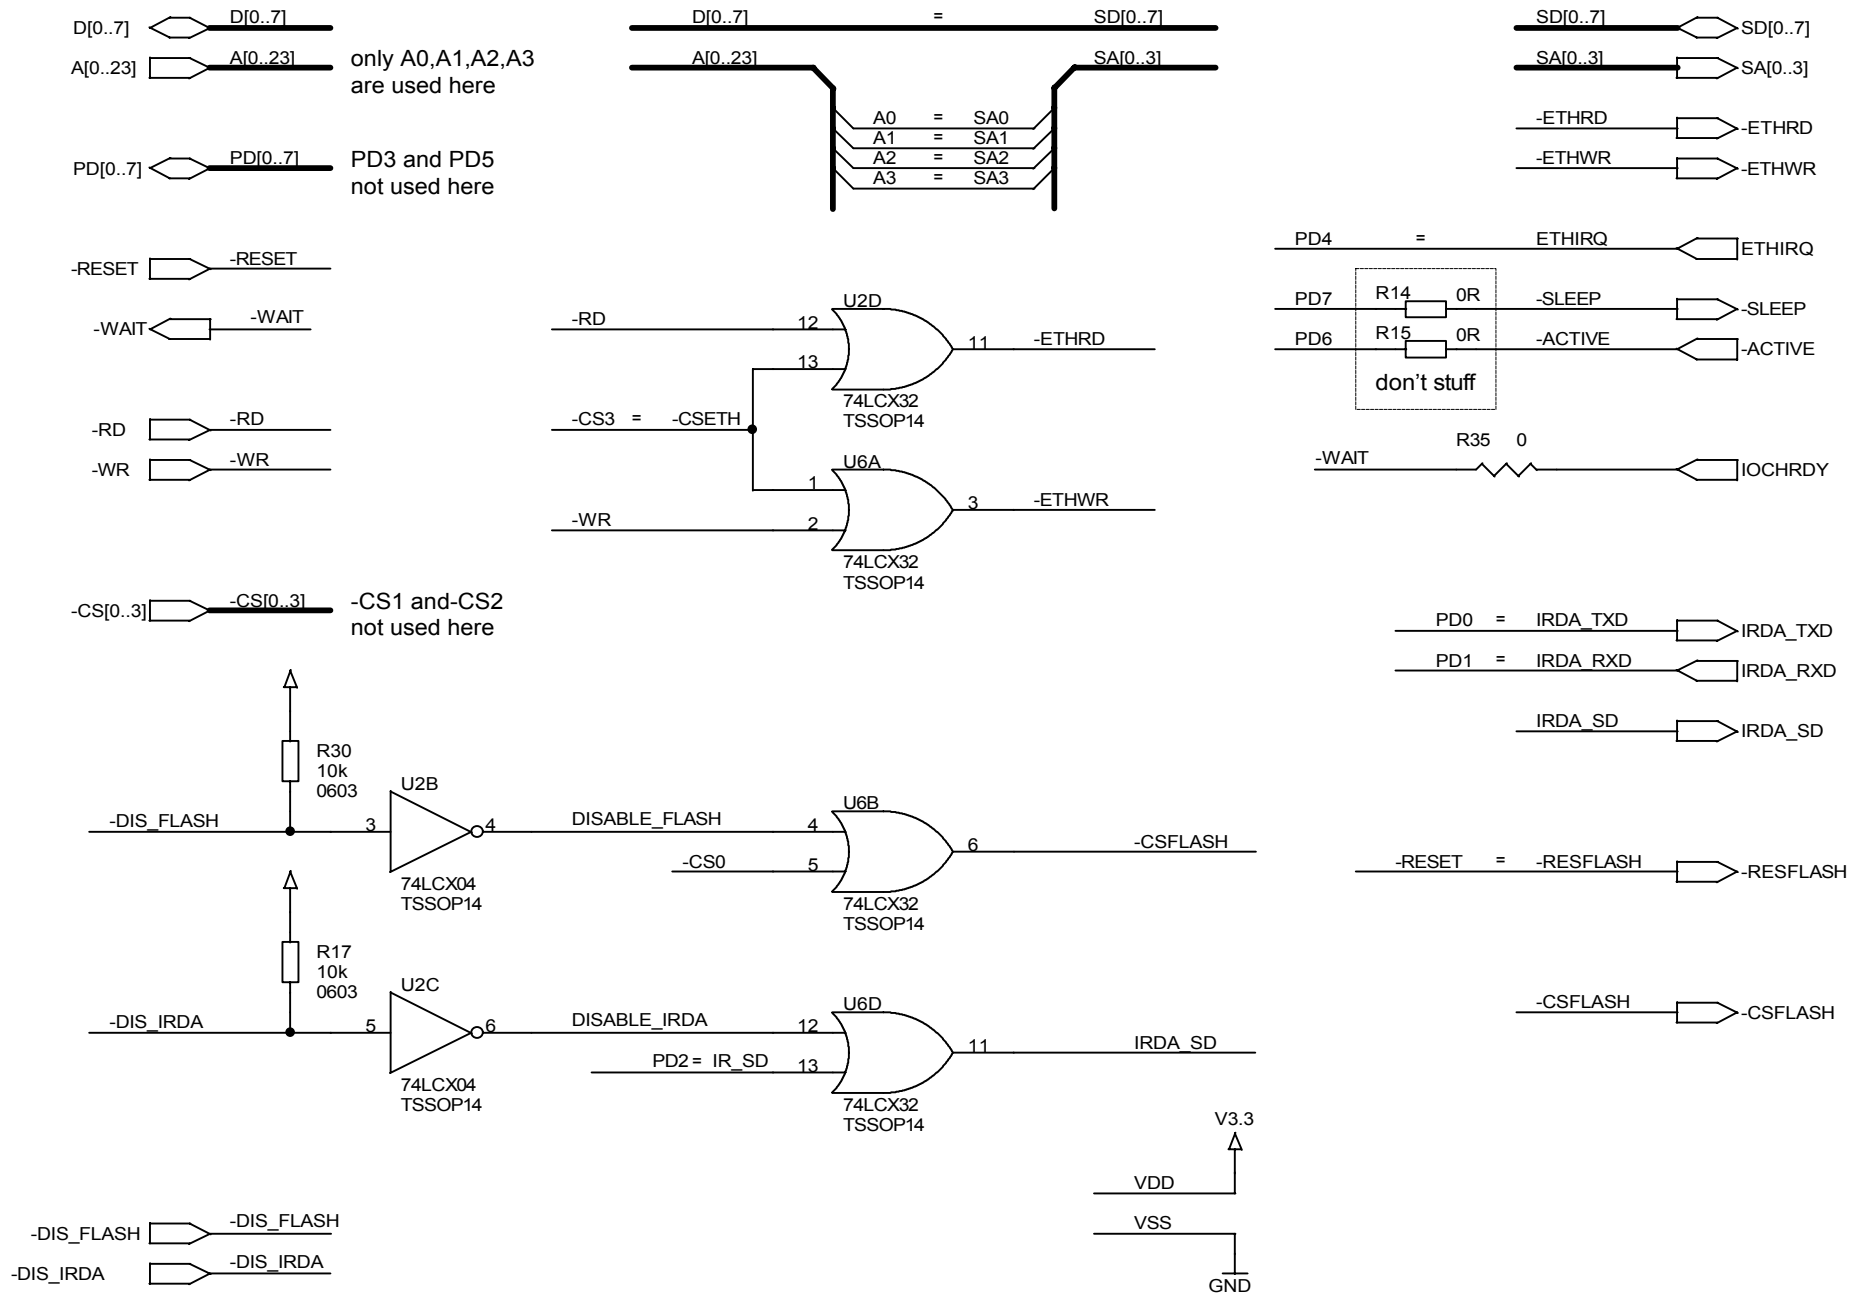 D[0..7] D[0..7] D[0..7] = SD[0..7] SD[0..7] SD[0..7]
A[0..23] A[0..23] only A0,A1,A2,A3 A[0..23] SA[0..3] SA[0..3] SA[0..3]
are used here
A0 = SA0 -ETHRD -ETHRD
A1 = SA1
PD[0..7] PD[0..7] PD3 and PD5 A2 = SA2 -ETHWR -ETHWR
not used here A3 = SA3
PD4 = ETHIRQ ETHIRQ
-RESET -RESET
U2D R14 0R
PD7 -SLEEP -SLEEP
-WAIT -WAIT -RD 12
R15 0R
11 -ETHRD PD6 -ACTIVE -ACTIVE
13
don't stuff
74LCX32
TSSOP14
-RD -RD -CS3 = -CSETH
R35 0
-WR -WR U6A -WAIT IOCHRDY
1
3 -ETHWR
-WR 2
74LCX32
TSSOP14
-CS[0..3] -CS[0..3] -CS1 and-CS2
not used here
PD0 = IRDA_TXD IRDA_TXD
PD1 = IRDA_RXD IRDA_RXD
IRDA_SD IRDA_SD
R30
10k
0603
U2B U6B
-DIS_FLASH 3 4 DISABLE_FLASH 4
6 -CSFLASH
-CS0 5 -RESET = -RESFLASH -RESFLASH
74LCX04
TSSOP14
74LCX32
TSSOP14
R17
10k
0603
U2C U6D -CSFLASH -CSFLASH
-DIS_IRDA 5 6 DISABLE_IRDA 12
11 IRDA_SD
PD2 = IR_SD 13
74LCX04
TSSOP14
74LCX32
TSSOP14
V3.3
VDD
-DIS_FLASH -DIS_FLASH VSS
-DIS_IRDA -DIS_IRDA
GND